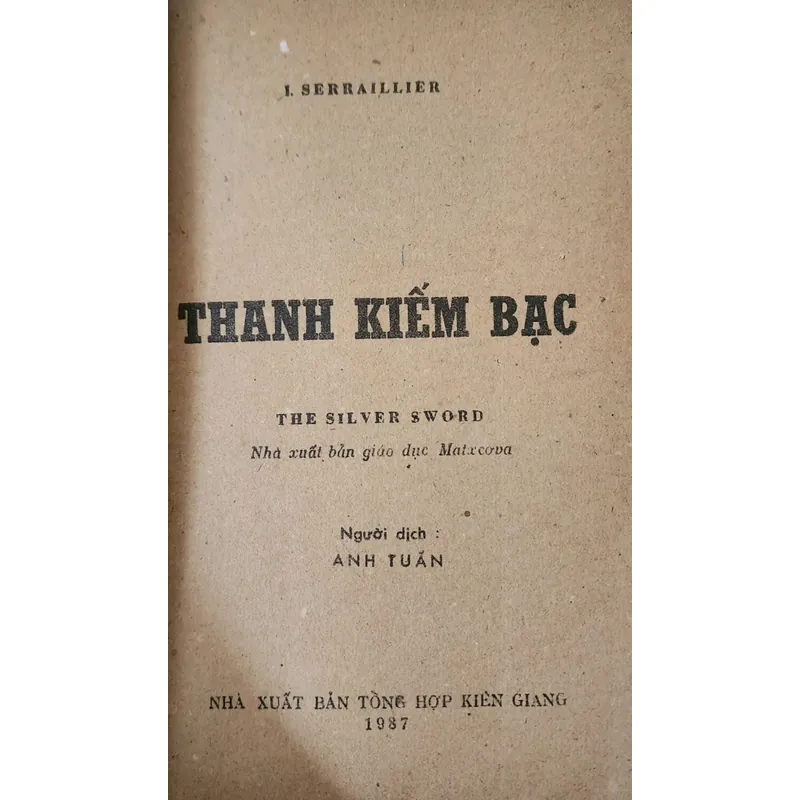 I. SERRAILLIER
THANH KIẾM BẠC
THE SILVER SWORD
Nhà xuất bản giáo dục Matxcơva
Người dịch :
ANH TUẤN
NHÀ XUẤT BẢN TỔNG HỢP KIÊN GIANG
1987